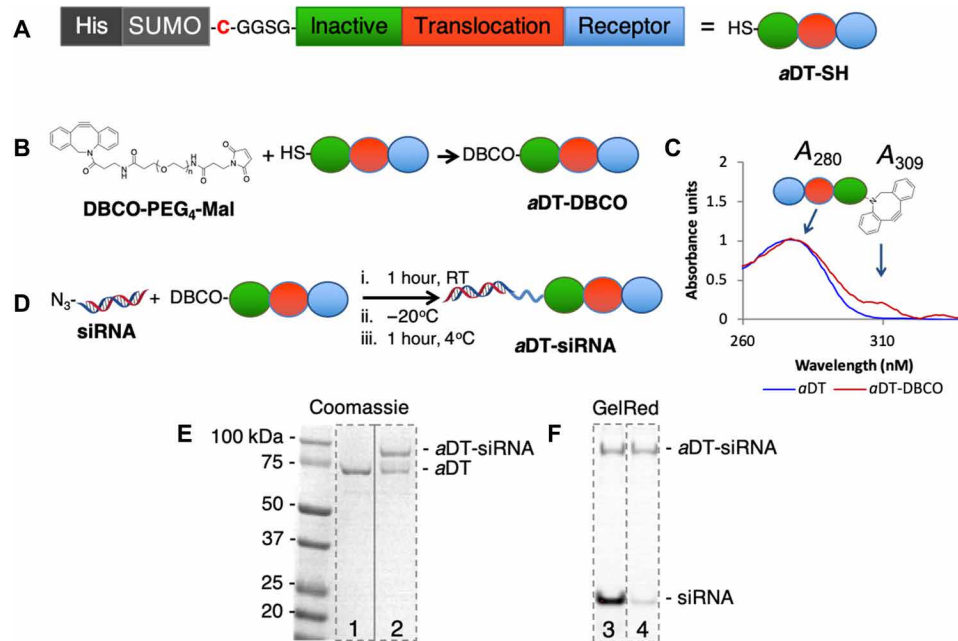 A
His SUMO -C-GGSG- Inactive Translocation Receptor = HS-
aDT-SH
B
N
O
NH
O
O
n
HN
O
N
O
O
+ HS-
DBCO-
DBCO-PEG4-Mal
aDT-DBCO
C
A280
A309
N
Absorbance units
2
1.5
1
0.5
0
260
310
Wavelength (nM)
aDT
aDT-DBCO
D
N3-
+ DBCO-
siRNA
i. 1 hour, RT
ii. –20°C
iii. 1 hour, 4°C
aDT-siRNA
E
Coomassie
100 kDa -
75 -
50 -
37 -
25 -
20 -
- aDT-siRNA
- aDT
1 2
F
GelRed
- aDT-siRNA
- siRNA
3 4